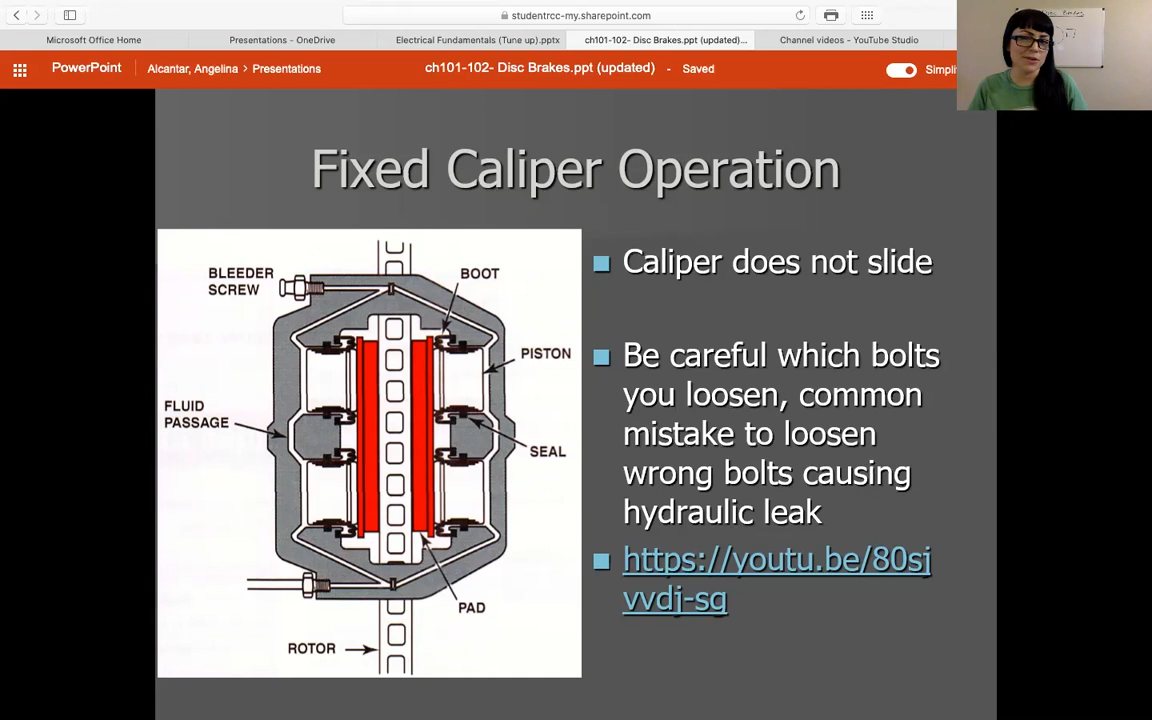 studentrcc-my.sharepoint.com
Microsoft Office Home
Presentations - OneDrive
Electrical Fundamentals (Tune up).pptx
ch101-102- Disc Brakes.ppt (updated)...
Channel videos - YouTube Studio
PowerPoint
Alcantar, Angelina > Presentations
ch101-102- Disc Brakes.ppt (updated) - Saved
Simplif
Fixed Caliper Operation
BLEEDER
SCREW
BOOT
PISTON
FLUID
PASSAGE
SEAL
PAD
ROTOR
Caliper does not slide
Be careful which bolts
you loosen, common
mistake to loosen
wrong bolts causing
hydraulic leak
https://youtu.be/80sj
vvdj-sg